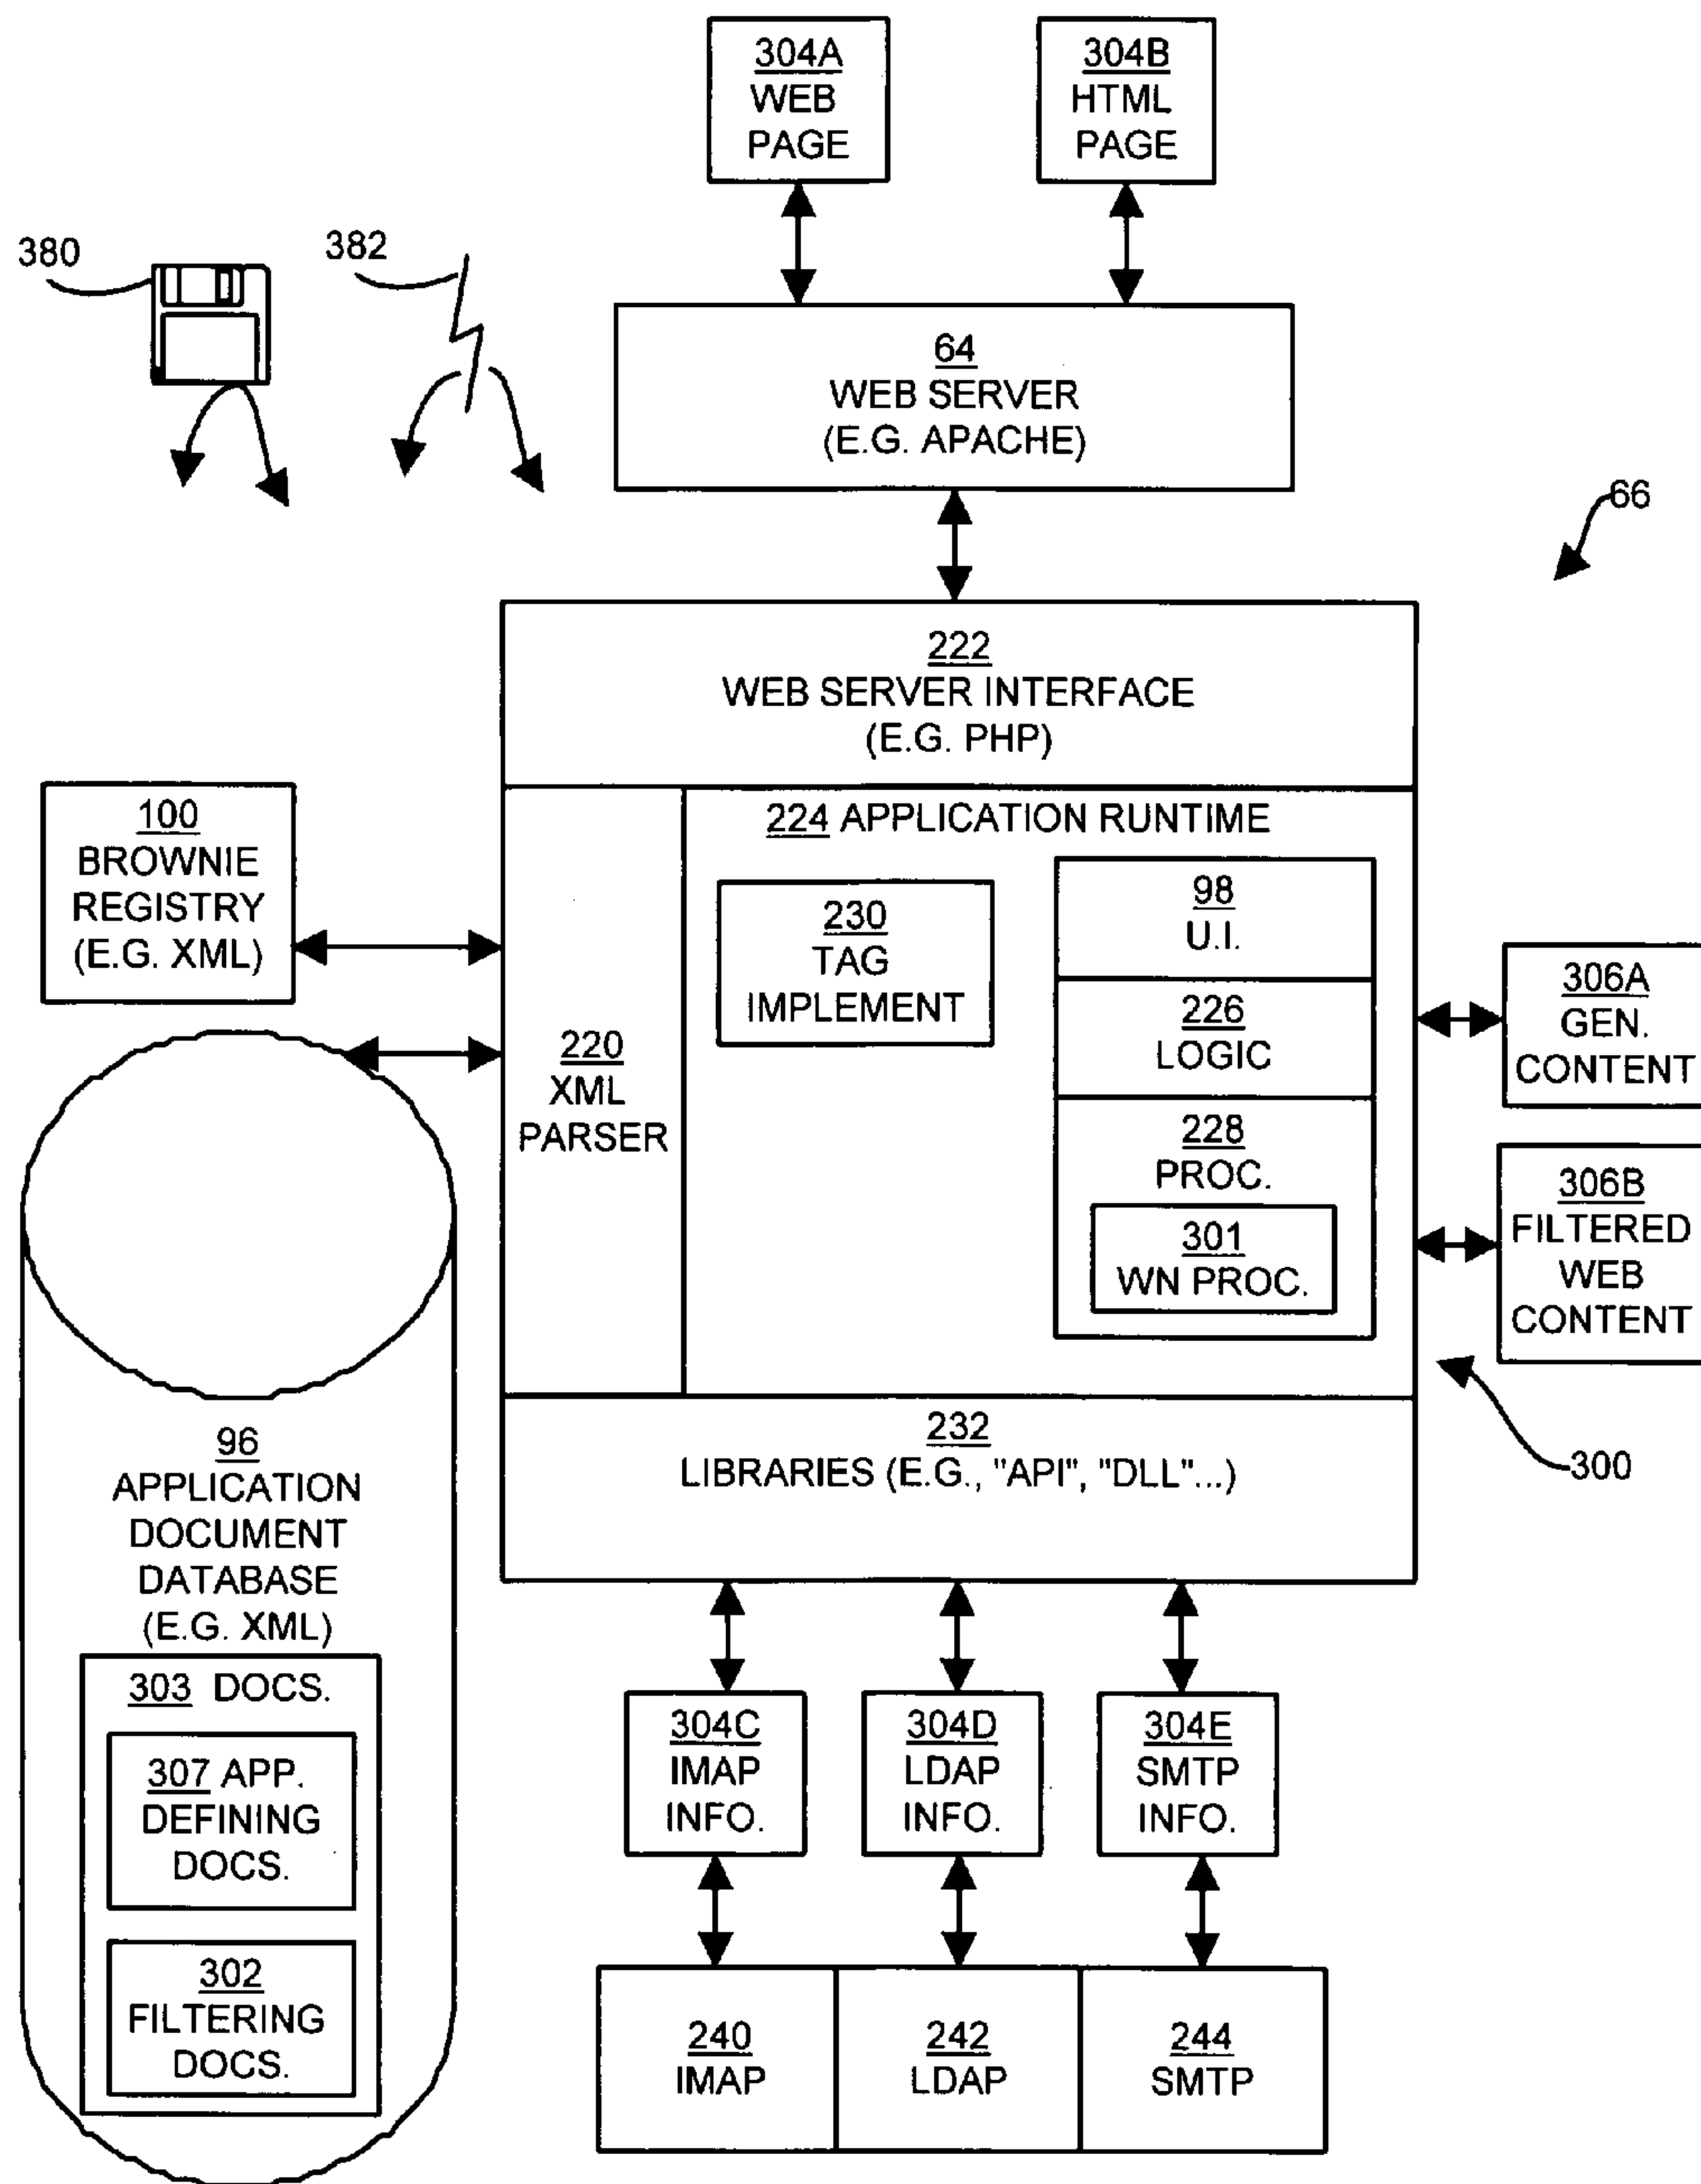 304A
WEB
PAGE
304B
HTML
PAGE
380
382
64
WEB SERVER
(E.G. APACHE)
66
222
WEB SERVER INTERFACE
(E.G. PHP)
100
BROWNIE
REGISTRY
(E.G. XML)
224 APPLICATION RUNTIME
230
TAG
IMPLEMENT
98
U.I.
226
LOGIC
228
PROC.
301
WN PROC.
220
XML
PARSER
306A
GEN.
CONTENT
306B
FILTERED
WEB
CONTENT
300
232
LIBRARIES (E.G., "API", "DLL"...)
96
APPLICATION
DOCUMENT
DATABASE
(E.G. XML)
303 DOCS.
307 APP.
DEFINING
DOCS.
302
FILTERING
DOCS.
304C
IMAP
INFO.
304D
LDAP
INFO.
304E
SMTP
INFO.
240
IMAP
242
LDAP
244
SMTP